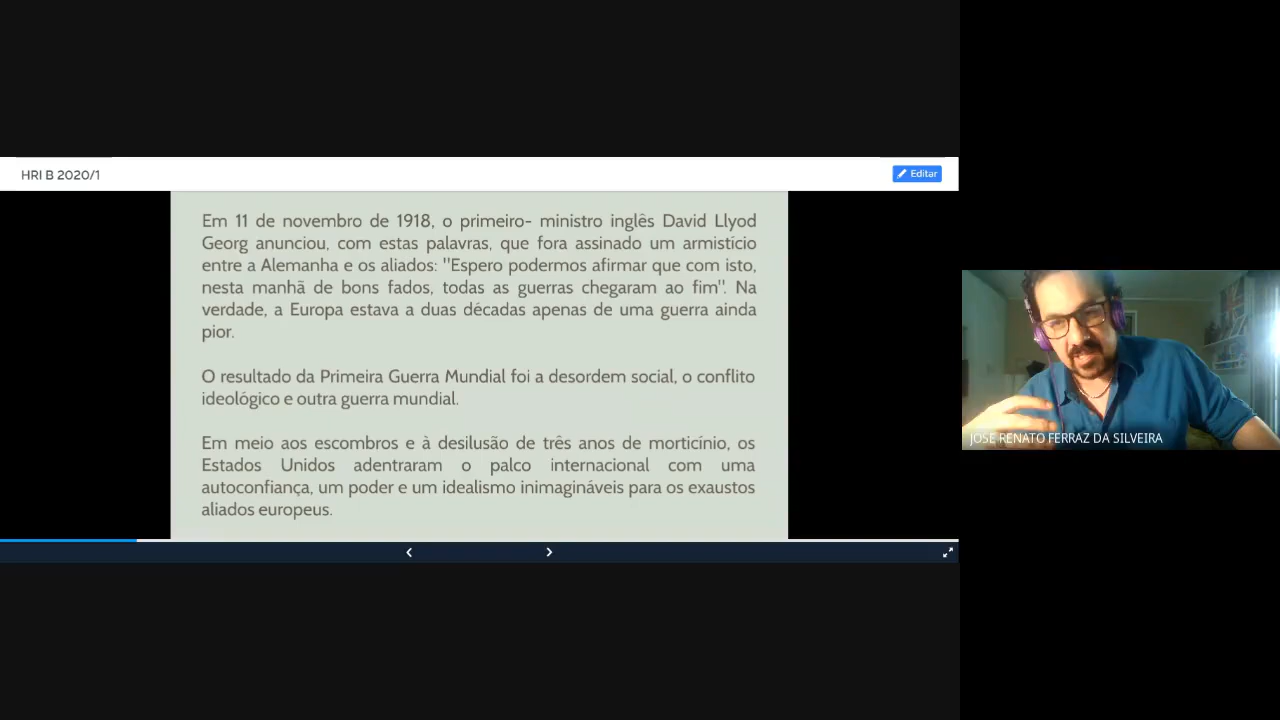 HRI B 2020/1
Editar
Em 11 de novembro de 1918, o primeiro- ministro inglês David Llyod
Georg anunciou, com estas palavras, que fora assinado um armistício
entre a Alemanha e os aliados: "Espero podermos afirmar que com isto,
nesta manhã de bons fados, todas as guerras chegaram ao fim". Na
verdade, a Europa estava a duas décadas apenas de uma guerra ainda
pior.
O resultado da Primeira Guerra Mundial foi a desordem social, o conflito
ideológico e outra guerra mundial.
Em meio aos escombros e à desilusão de três anos de morticínio, os
Estados Unidos adentraram o palco internacional com uma
autoconfiança, um poder e um idealismo inimagináveis para os exaustos
aliados europeus.
JOSE RENATO FERRAZ DA SILVEIRA